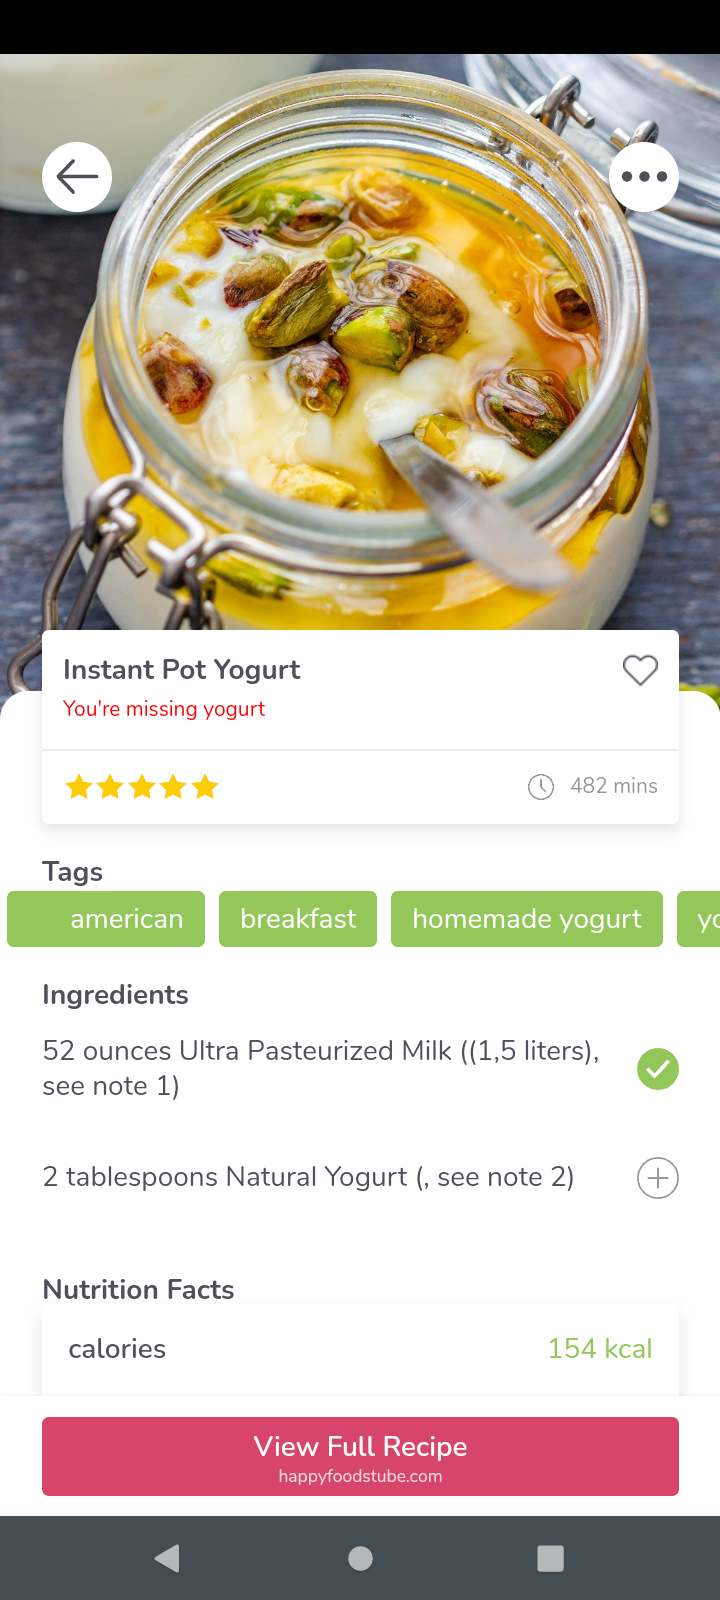 Instant Pot Yogurt
You're missing yogurt
482 mins
Tags
american breakfast homemade yogurt yo
Ingredients
52 ounces Ultra Pasteurized Milk ((1,5 liters),
see note 1)
2 tablespoons Natural Yogurt (, see note 2)
Nutrition Facts
calories 154 kcal
View Full Recipe
happyfoodstube.com